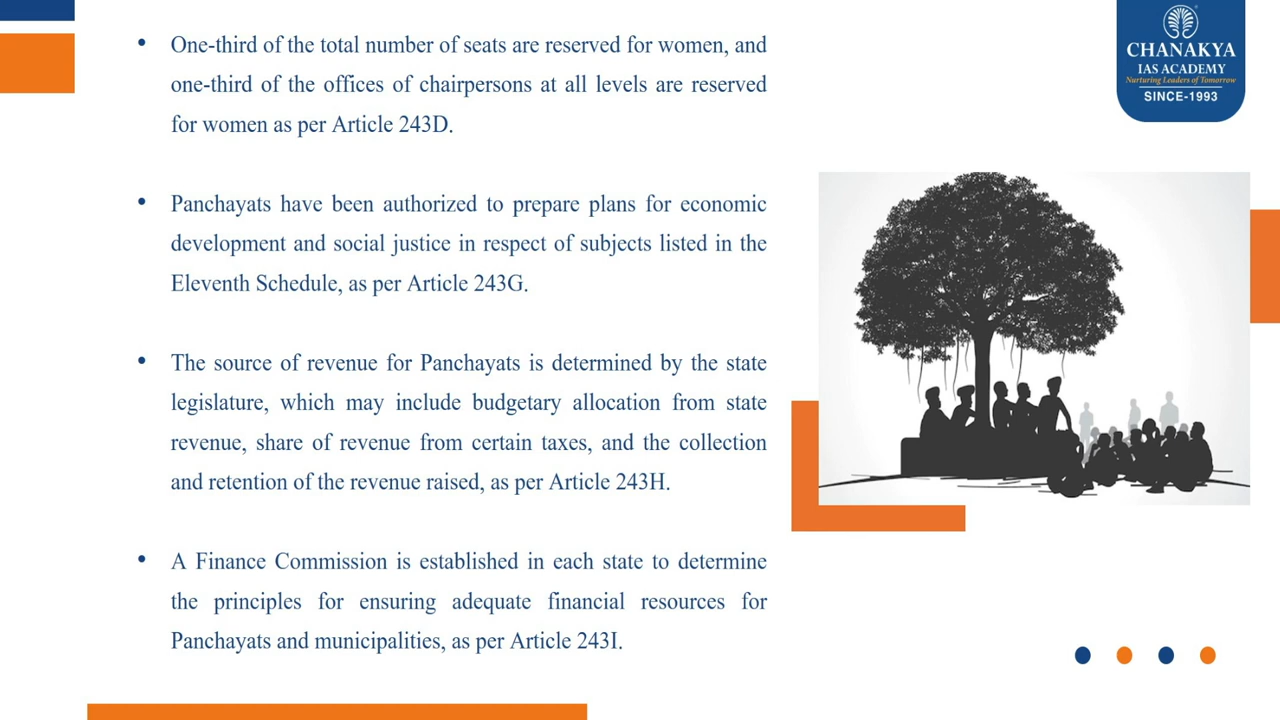 • One-third of the total number of seats are reserved for women, and
one-third of the offices of chairpersons at all levels are reserved
for women as per Article 243D.
• Panchayats have been authorized to prepare plans for economic
development and social justice in respect of subjects listed in the
Eleventh Schedule, as per Article 243G.
• The source of revenue for Panchayats is determined by the state
legislature, which may include budgetary allocation from state
revenue, share of revenue from certain taxes, and the collection
and retention of the revenue raised, as per Article 243H.
• A Finance Commission is established in each state to determine
the principles for ensuring adequate financial resources for
Panchayats and municipalities, as per Article 243I.
CHANAKYA
IAS ACADEMY
Nurturing Leaders of Tomorrow
SINCE-1993